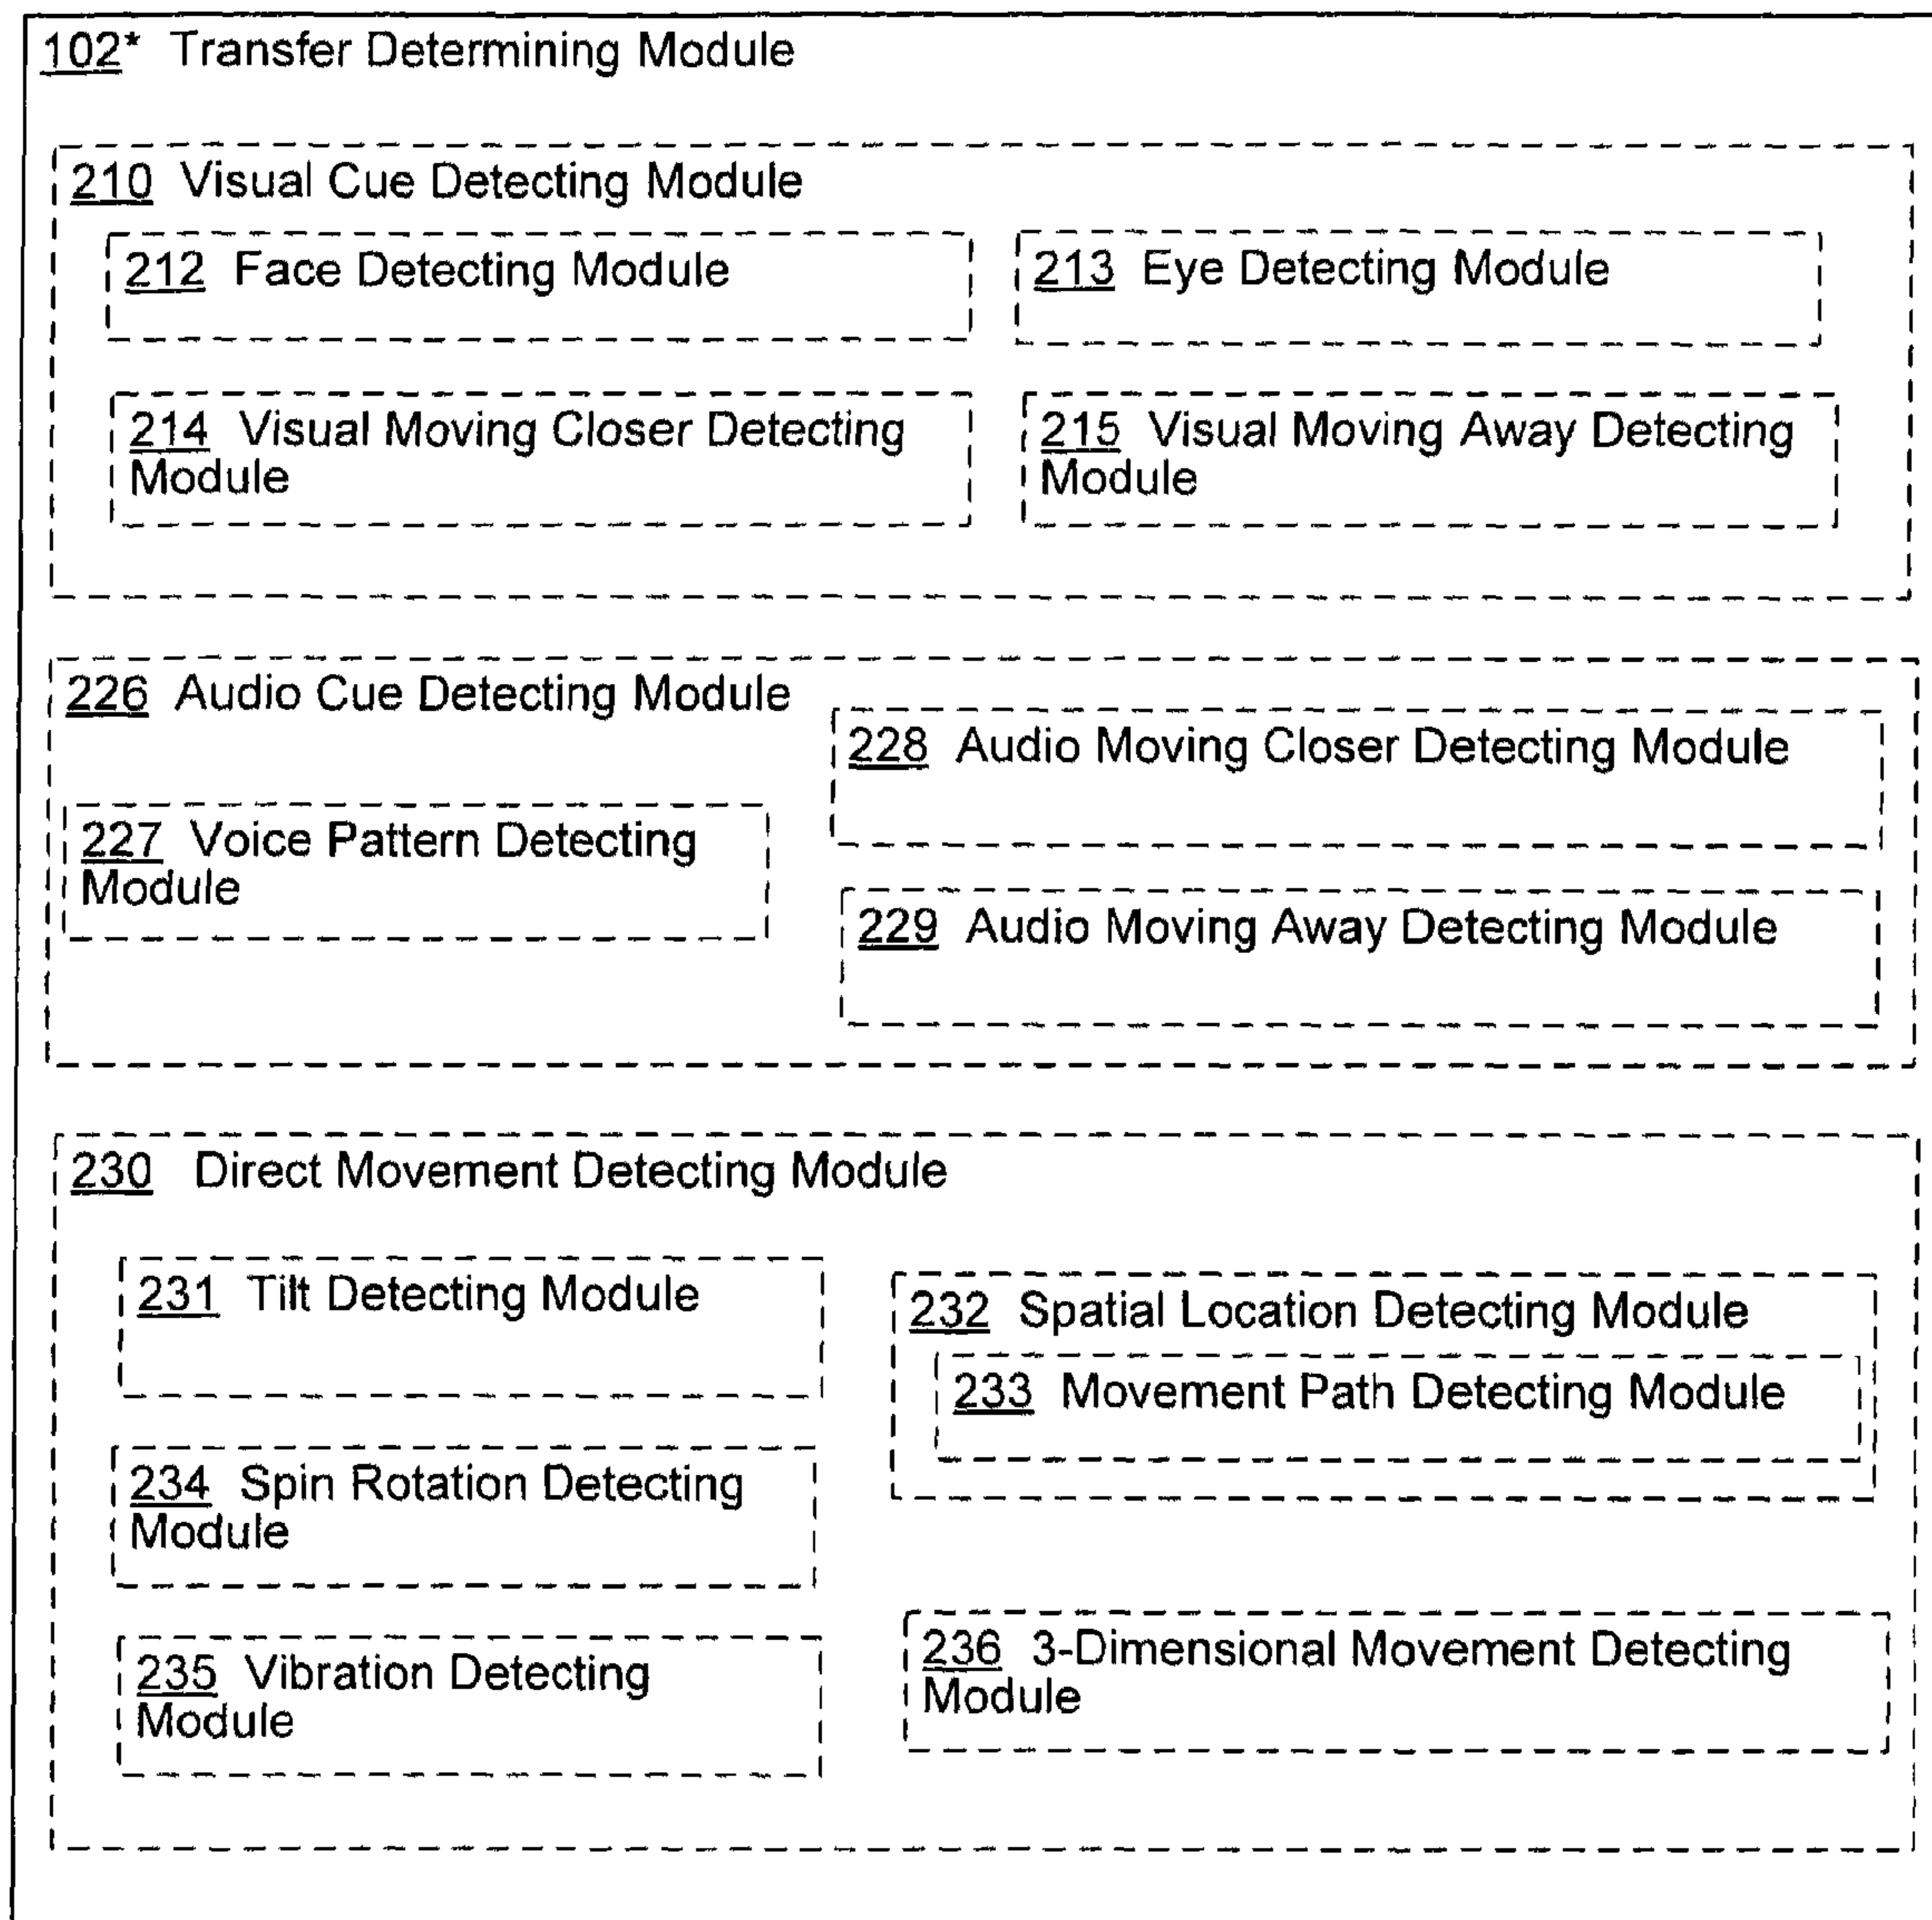 102* Transfer Determining Module
210 Visual Cue Detecting Module
212 Face Detecting Module
213 Eye Detecting Module
214 Visual Moving Closer Detecting
Module
215 Visual Moving Away Detecting
Module
226 Audio Cue Detecting Module
228 Audio Moving Closer Detecting Module
227 Voice Pattern Detecting
Module
229 Audio Moving Away Detecting Module
230 Direct Movement Detecting Module
231 Tilt Detecting Module
232 Spatial Location Detecting Module
233 Movement Path Detecting Module
234 Spin Rotation Detecting
Module
235 Vibration Detecting
Module
236 3-Dimensional Movement Detecting
Module